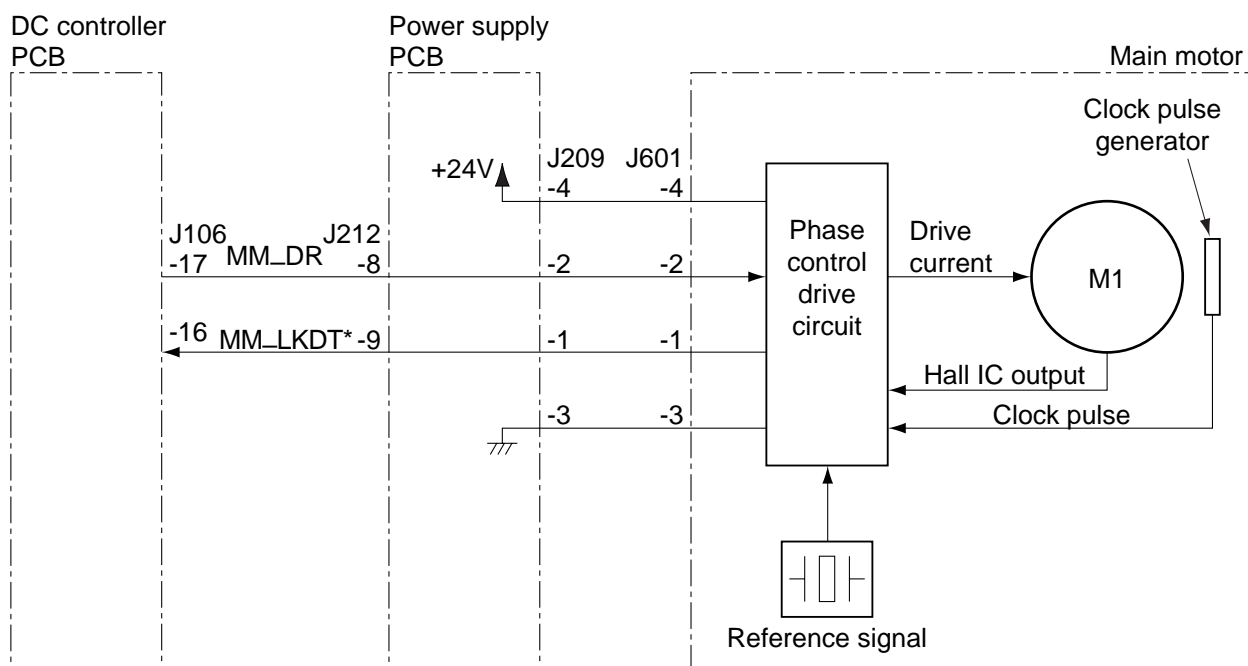 DC controller
PCB
Power supply
PCB
Main motor
Clock pulse
generator
+24V
J209 J601
-4 -4
J106 J212
-17 MM_DR -8
-2 -2
Phase
control
drive
circuit
Drive
current
M1
-16 MM_LKDT* -9
-1 -1
Hall IC output
-3 -3
Clock pulse
Reference signal